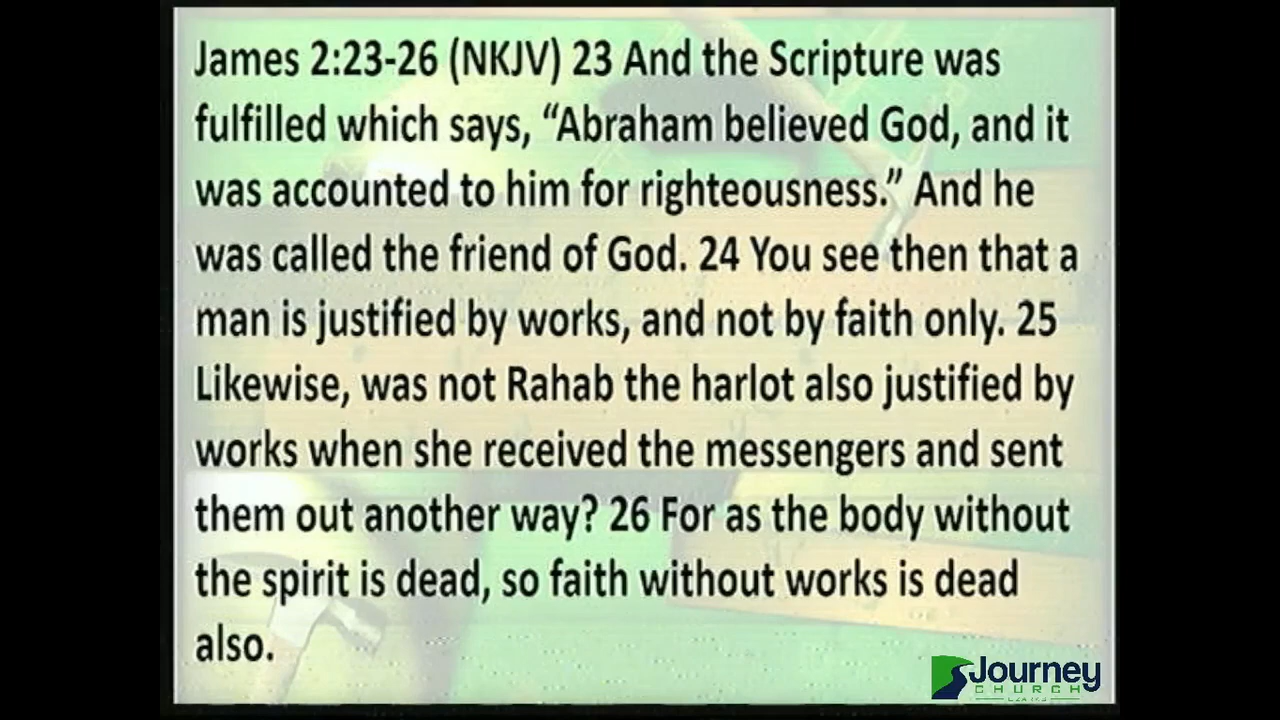 James 2:23-26 (NKJV) 23 And the Scripture was
fulfilled which says, “Abraham believed God, and it
was accounted to him for righteousness.” And he
was called the friend of God. 24 You see then that a
man is justified by works, and not by faith only. 25
Likewise, was not Rahab the harlot also justified by
works when she received the messengers and sent
them out another way? 26 For as the body without
the spirit is dead, so faith without works is dead
also.
Journey
CHURCH